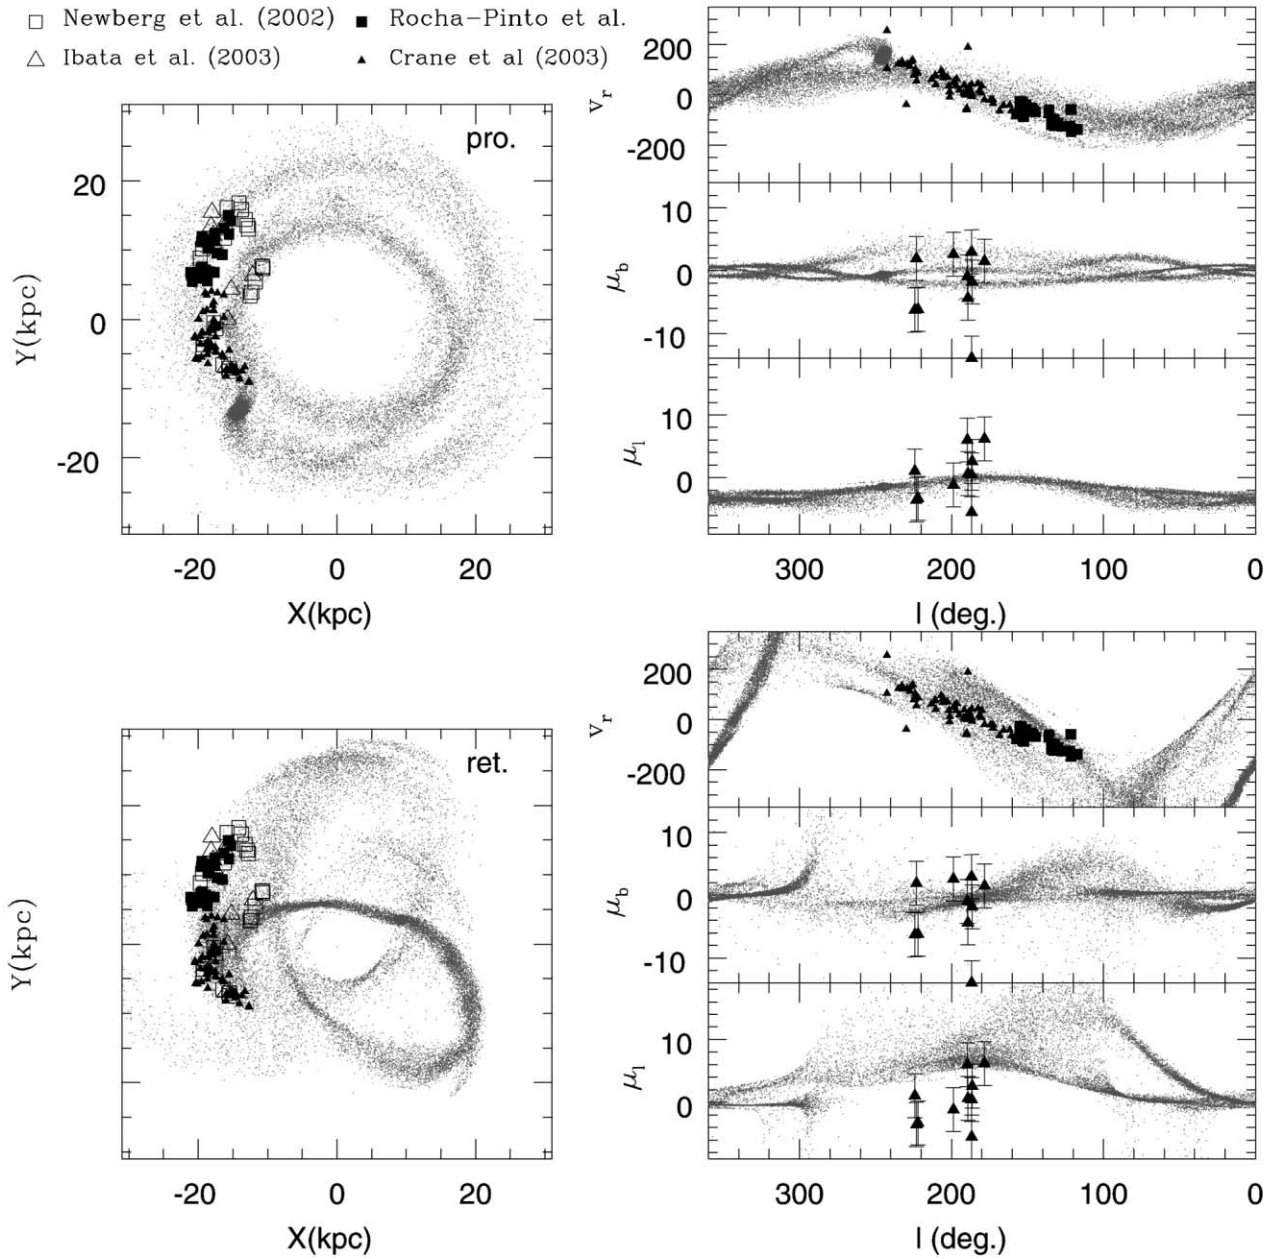 □ Newberg et al. (2002) ■ Rocha-Pinto et al.
△ Ibata et al. (2003) ▲ Crane et al (2003)
pro.
20
0
-20
Y(kpc)
-20 0 20
X(kpc)
200
0
-200
v_r
10
0
-10
μ_b
10
0
μ_l
300 200 100 0
l (deg.)
ret.
Y(kpc)
-20 0 20
X(kpc)
200
0
-200
v_r
10
0
-10
μ_b
10
0
μ_l
300 200 100 0
l (deg.)